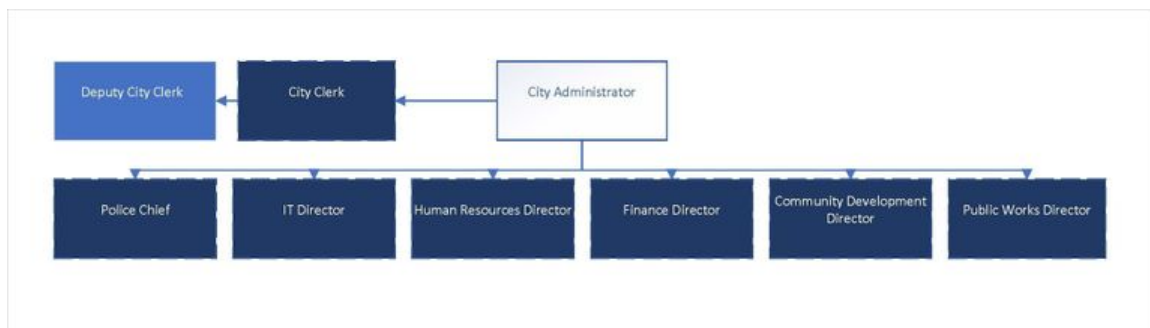 Deputy City Clerk
City Clerk
City Administrator
Police Chief
IT Director
Human Resources Director
Finance Director
Community Development
Director
Public Works Director